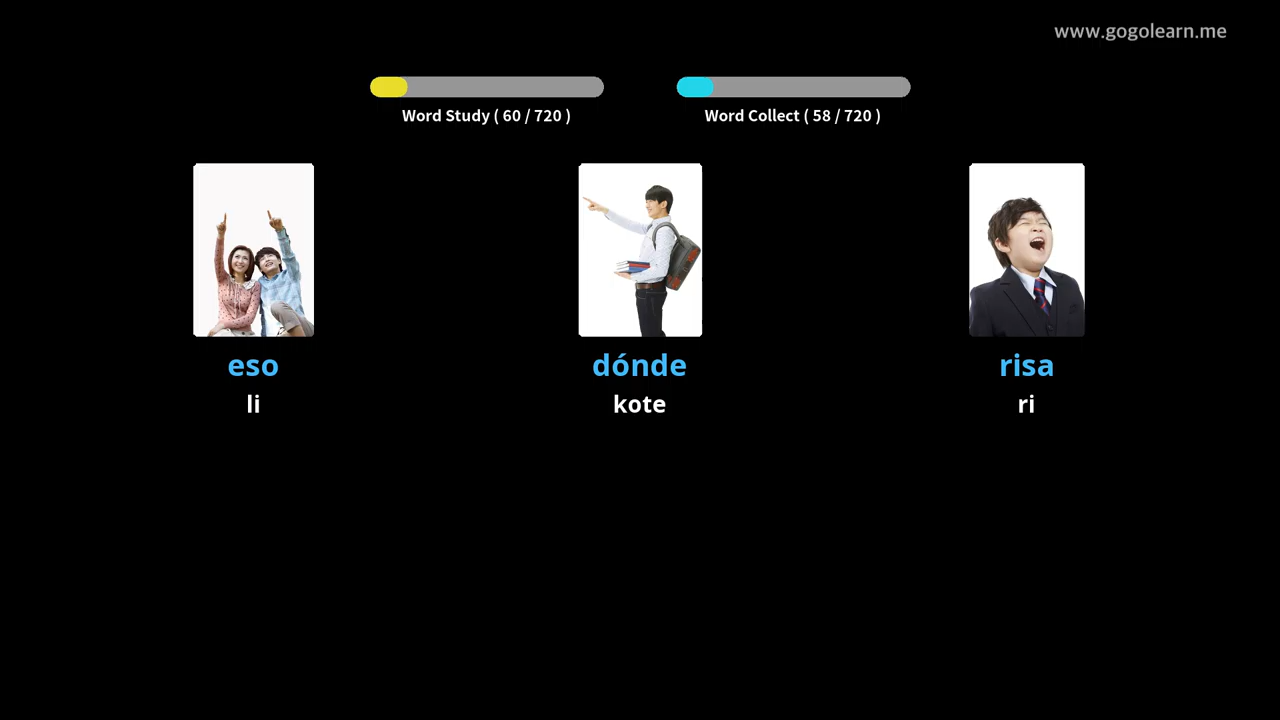 www.gogolearn.me
Word Study ( 60 / 720 )
Word Collect ( 58 / 720 )
eso
li
dónde
kote
risa
ri